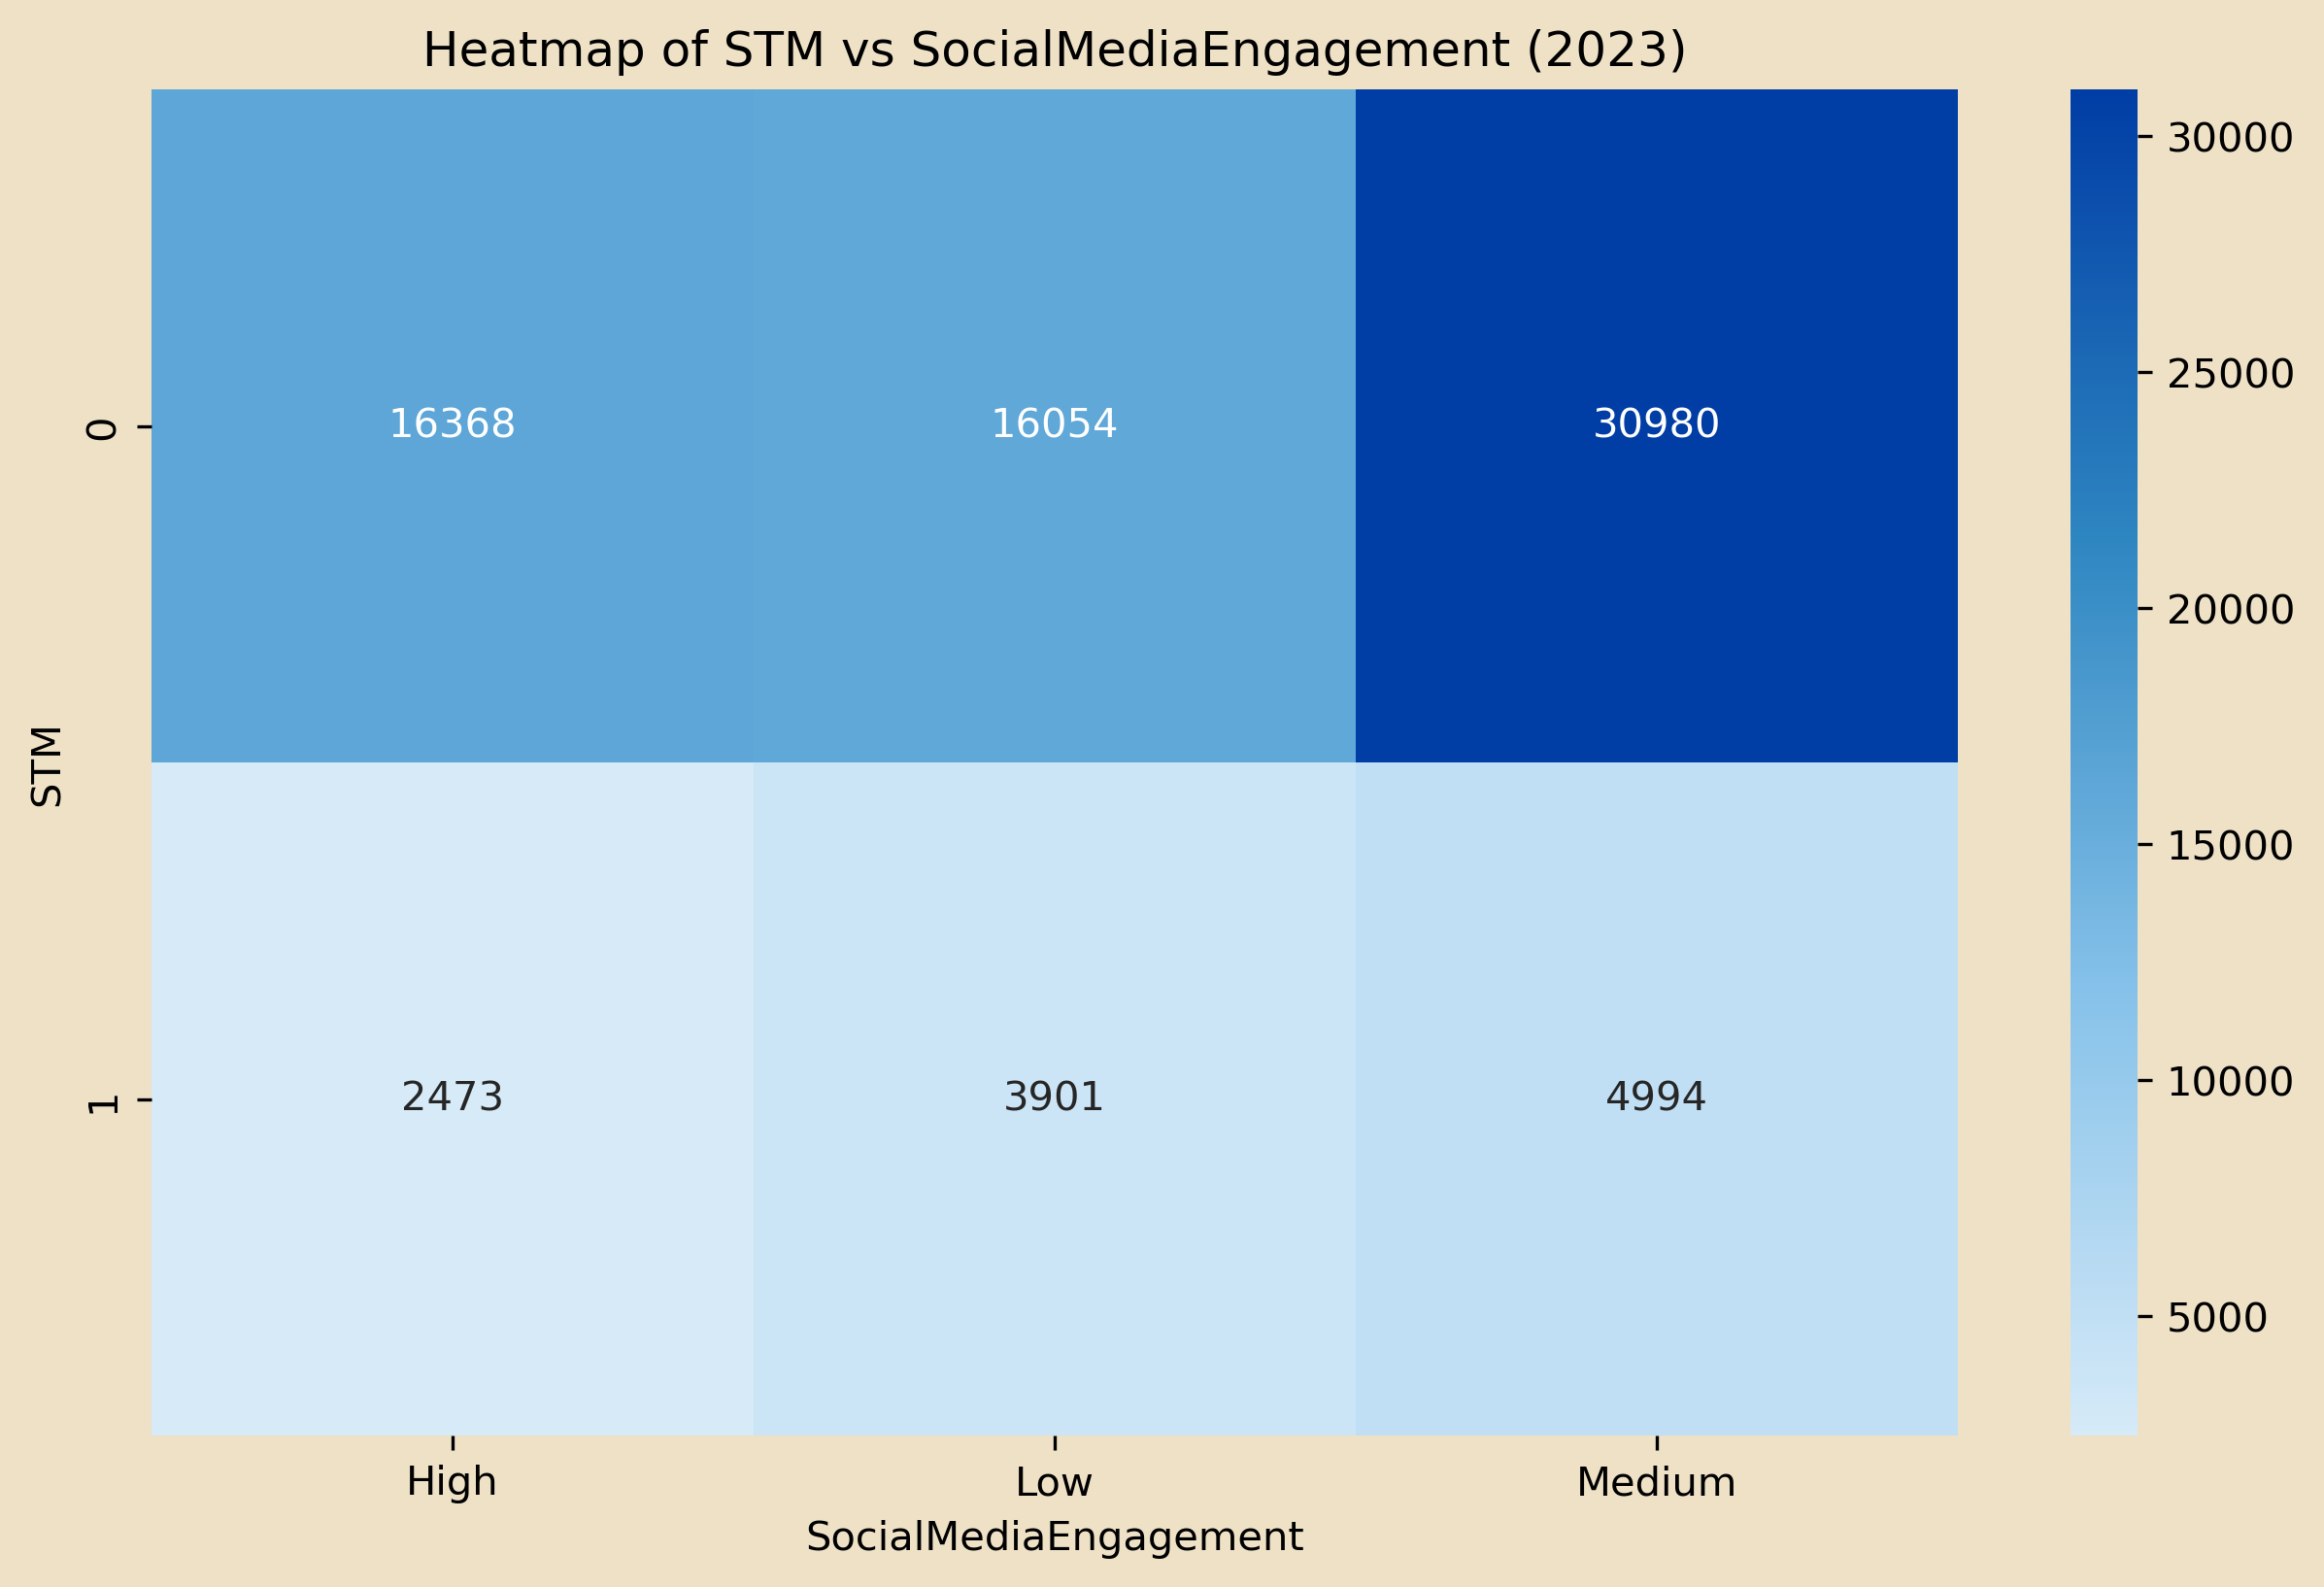 Heatmap of STM vs SocialMediaEngagement (2023)
STM
0
16368
16054
30980
1
2473
3901
4994
High
Low
Medium
SocialMediaEngagement
30000
25000
20000
15000
10000
5000